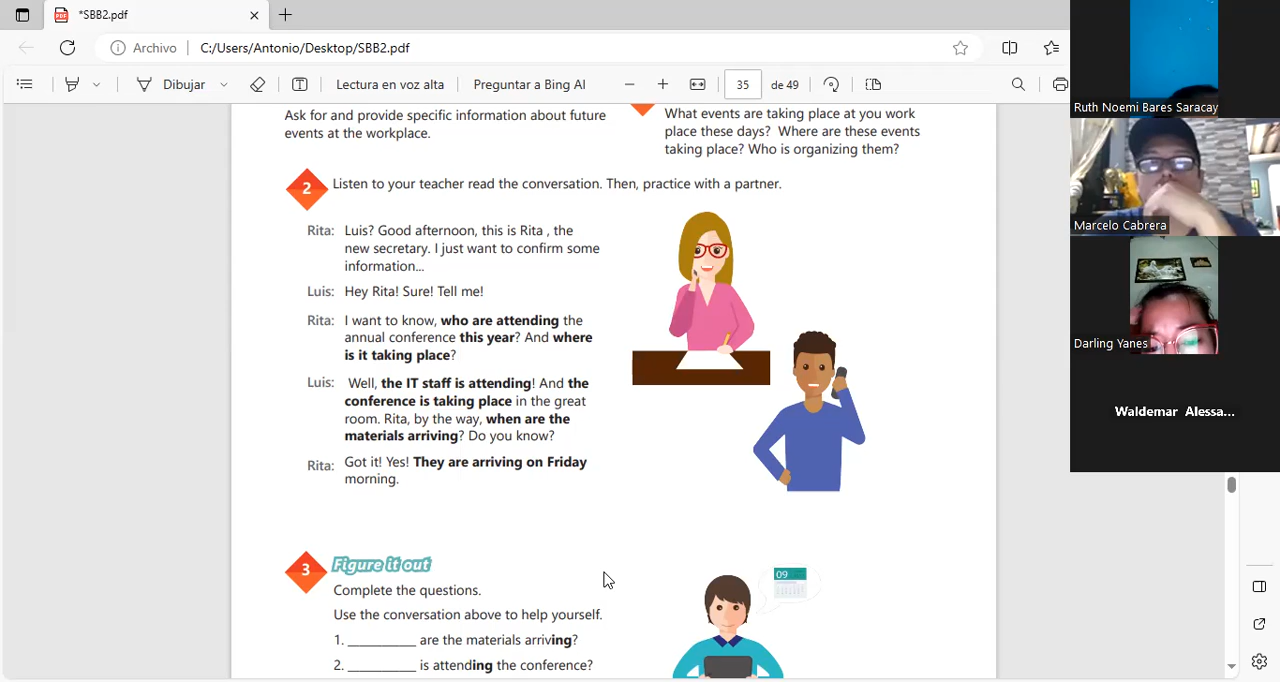 *SBB2.pdf
Archivo
C:/Users/Antonio/Desktop/SBB2.pdf
Dibujar
Lectura en voz alta
Preguntar a Bing AI
35
de 49
Ask for and provide specific information about future
events at the workplace.
What events are taking place at you work
place these days? Where are these events
taking place? Who is organizing them?
2
Listen to your teacher read the conversation. Then, practice with a partner.
Rita: Luis? Good afternoon, this is Rita , the
new secretary. I just want to confirm some
information...
Luis: Hey Rita! Sure! Tell me!
Rita: I want to know, who are attending the
annual conference this year? And where
is it taking place?
Luis: Well, the IT staff is attending! And the
conference is taking place in the great
room. Rita, by the way, when are the
materials arriving? Do you know?
Rita: Got it! Yes! They are arriving on Friday
morning.
3
Figure it out
Complete the questions.
Use the conversation above to help yourself.
1. __________ are the materials arriving?
2. __________ is attending the conference?
09
Ruth Noemi Bares Saracay
Marcelo Cabrera
Darling Yanes
Waldemar Alessa...